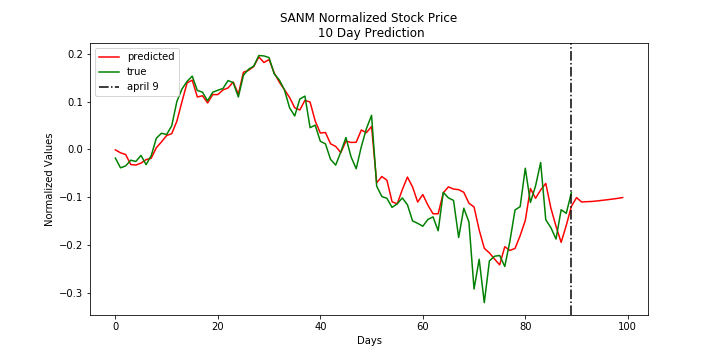 SANM Normalized Stock Price
10 Day Prediction
predicted
true
april 9
0.2
0.1
0.0
−0.1
−0.2
−0.3
Normalized Values
0
20
40
60
80
100
Days